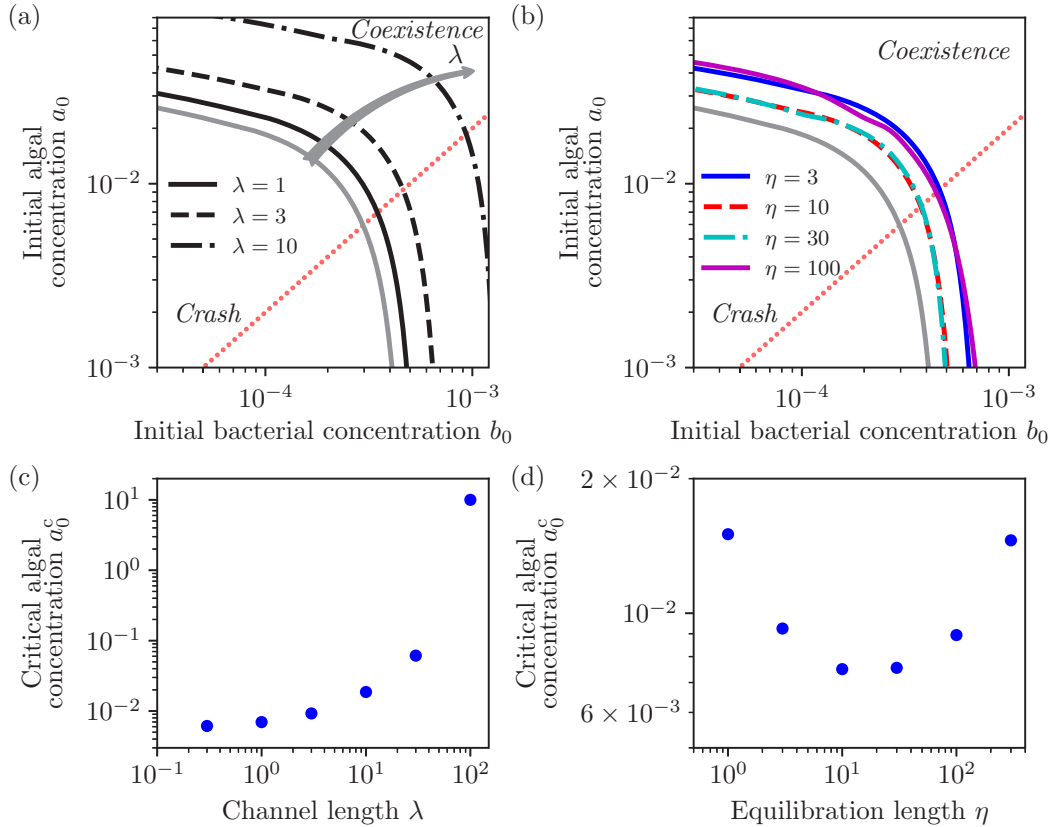 (a)
Coexistence
λ
10⁻²
10⁻³
λ = 1
λ = 3
λ = 10
Crash
10⁻⁴
10⁻³
Initial algal
concentration a₀
Initial bacterial concentration b₀
(b)
Coexistence
10⁻²
10⁻³
η = 3
η = 10
η = 30
η = 100
Crash
10⁻⁴
10⁻³
Initial algal
concentration a₀
Initial bacterial concentration b₀
(c)
10¹
10⁰
10⁻¹
10⁻²
10⁻¹
10⁰
10¹
10²
Critical algal
concentration a₀ᶜ
Channel length λ
(d)
2 × 10⁻²
10⁻²
6 × 10⁻³
10⁰
10¹
10²
Critical algal
concentration a₀ᶜ
Equilibration length η